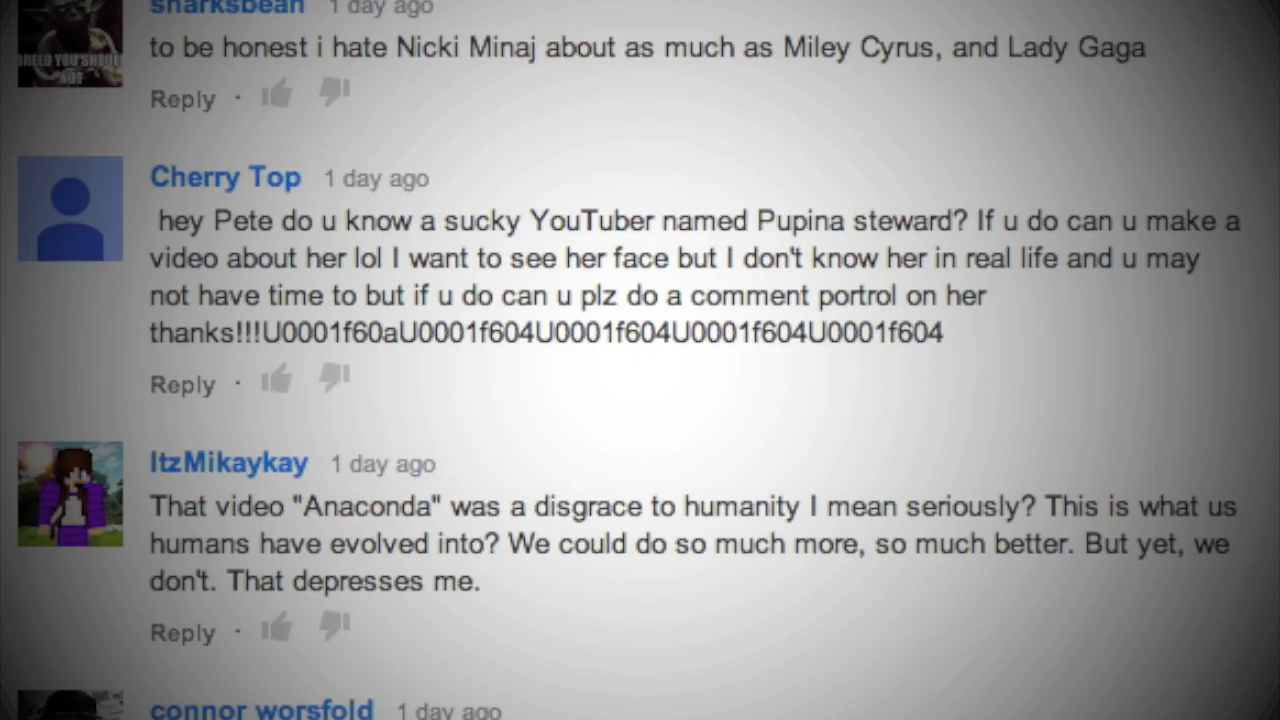 sharksbean 1 day ago
to be honest i hate Nicki Minaj about as much as Miley Cyrus, and Lady Gaga
Reply ·
Cherry Top 1 day ago
hey Pete do u know a sucky YouTuber named Pupina steward? If u do can u make a
video about her lol I want to see her face but I don't know her in real life and u may
not have time to but if u do can u plz do a comment portrol on her
thanks!!!U0001f60aU0001f604U0001f604U0001f604U0001f604
Reply ·
ItzMikaykay 1 day ago
That video "Anaconda" was a disgrace to humanity I mean seriously? This is what us
humans have evolved into? We could do so much more, so much better. But yet, we
don't. That depresses me.
Reply ·
connor worsfold 1 day ago